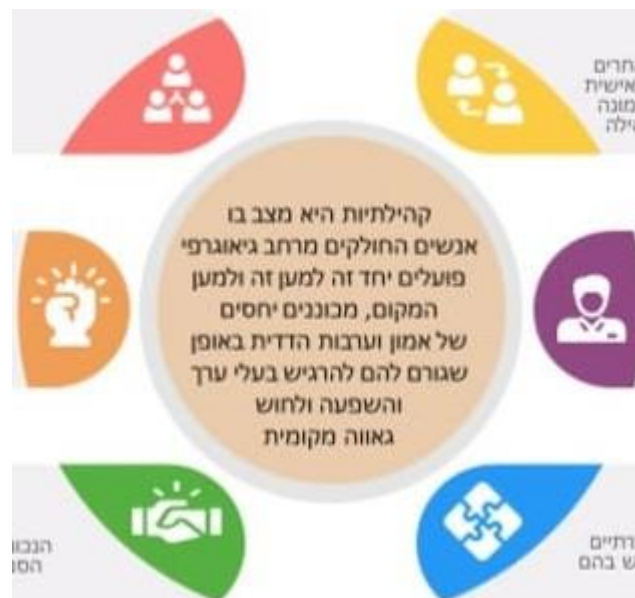 קהילתיות היא מצב בו
אנשים החולקים מרחב גיאוגרפי
פועלים יחד זה למען זה ולמען
המקום, מכוננים יחסים
של אמון וערבות הדדית באופן
שגורם להם להרגיש בעלי ערך
והשפעה ולחוש
גאווה מקומית
ש בהם